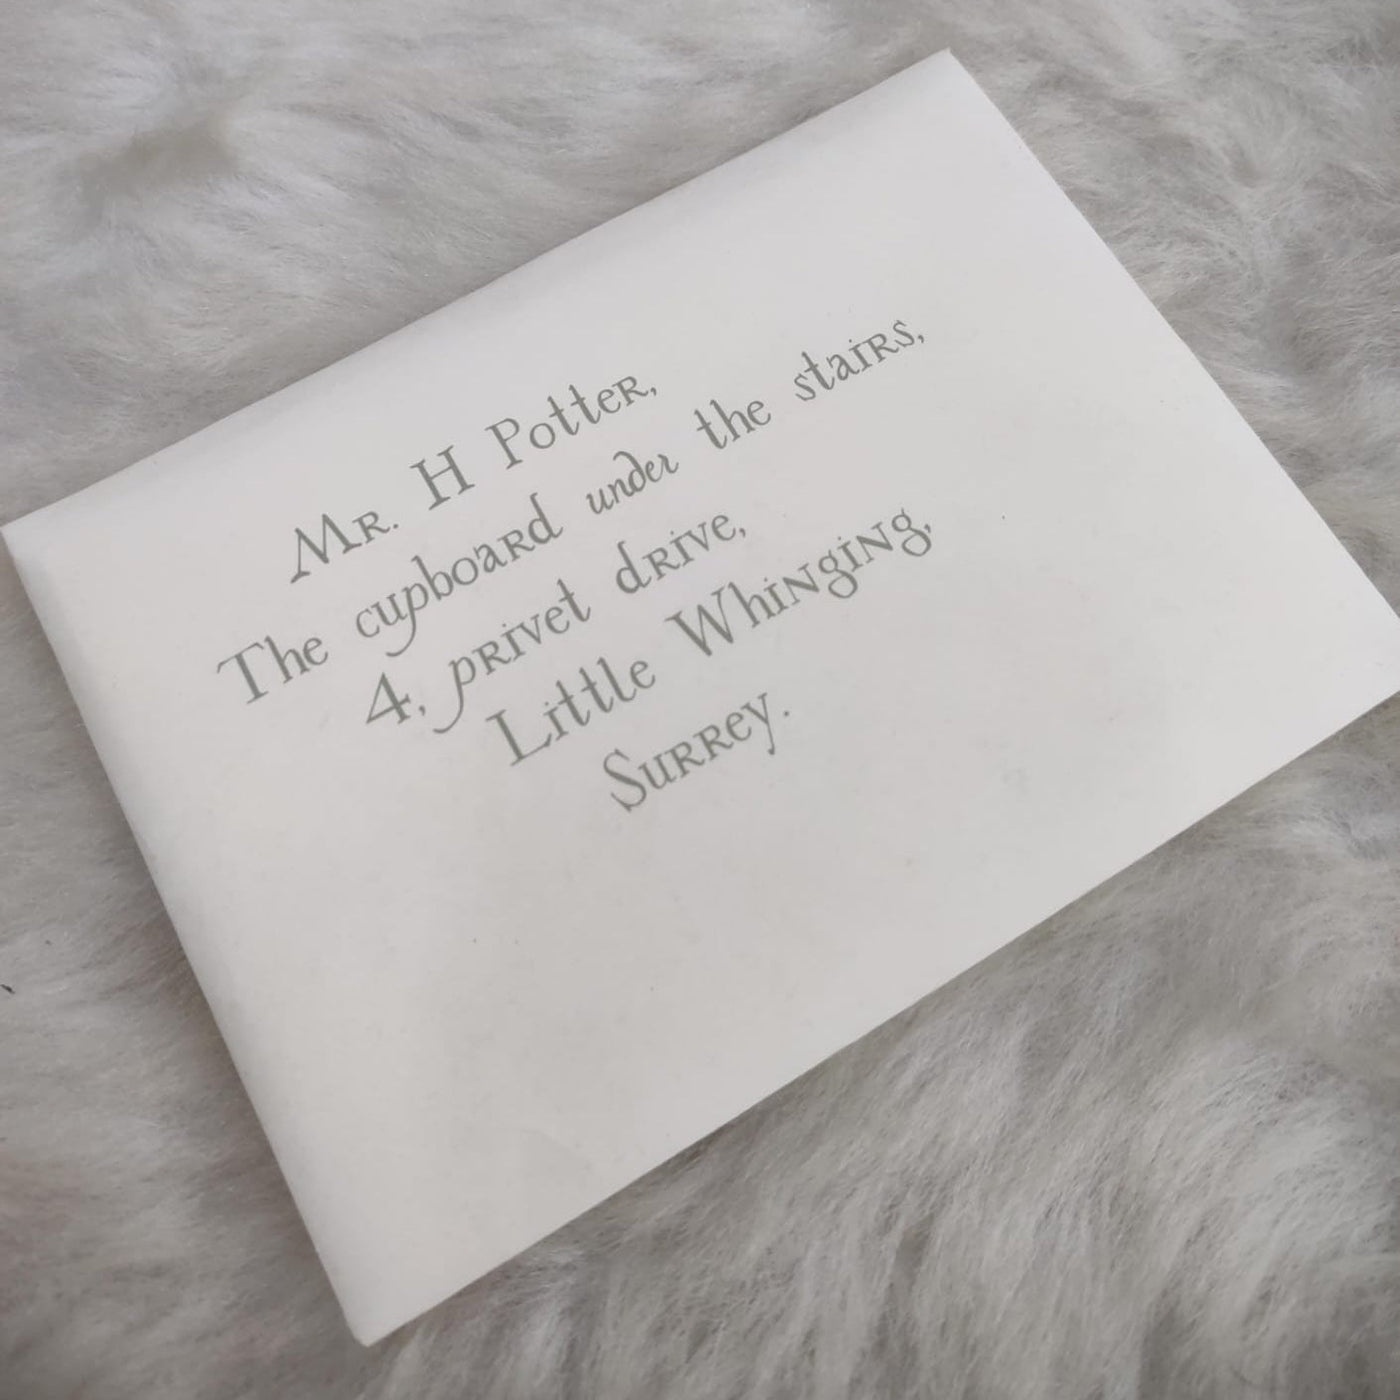 Mr. H Potter,
The cupboard under the stairs,
4, privet drive,
Little Whinging,
Surrey.